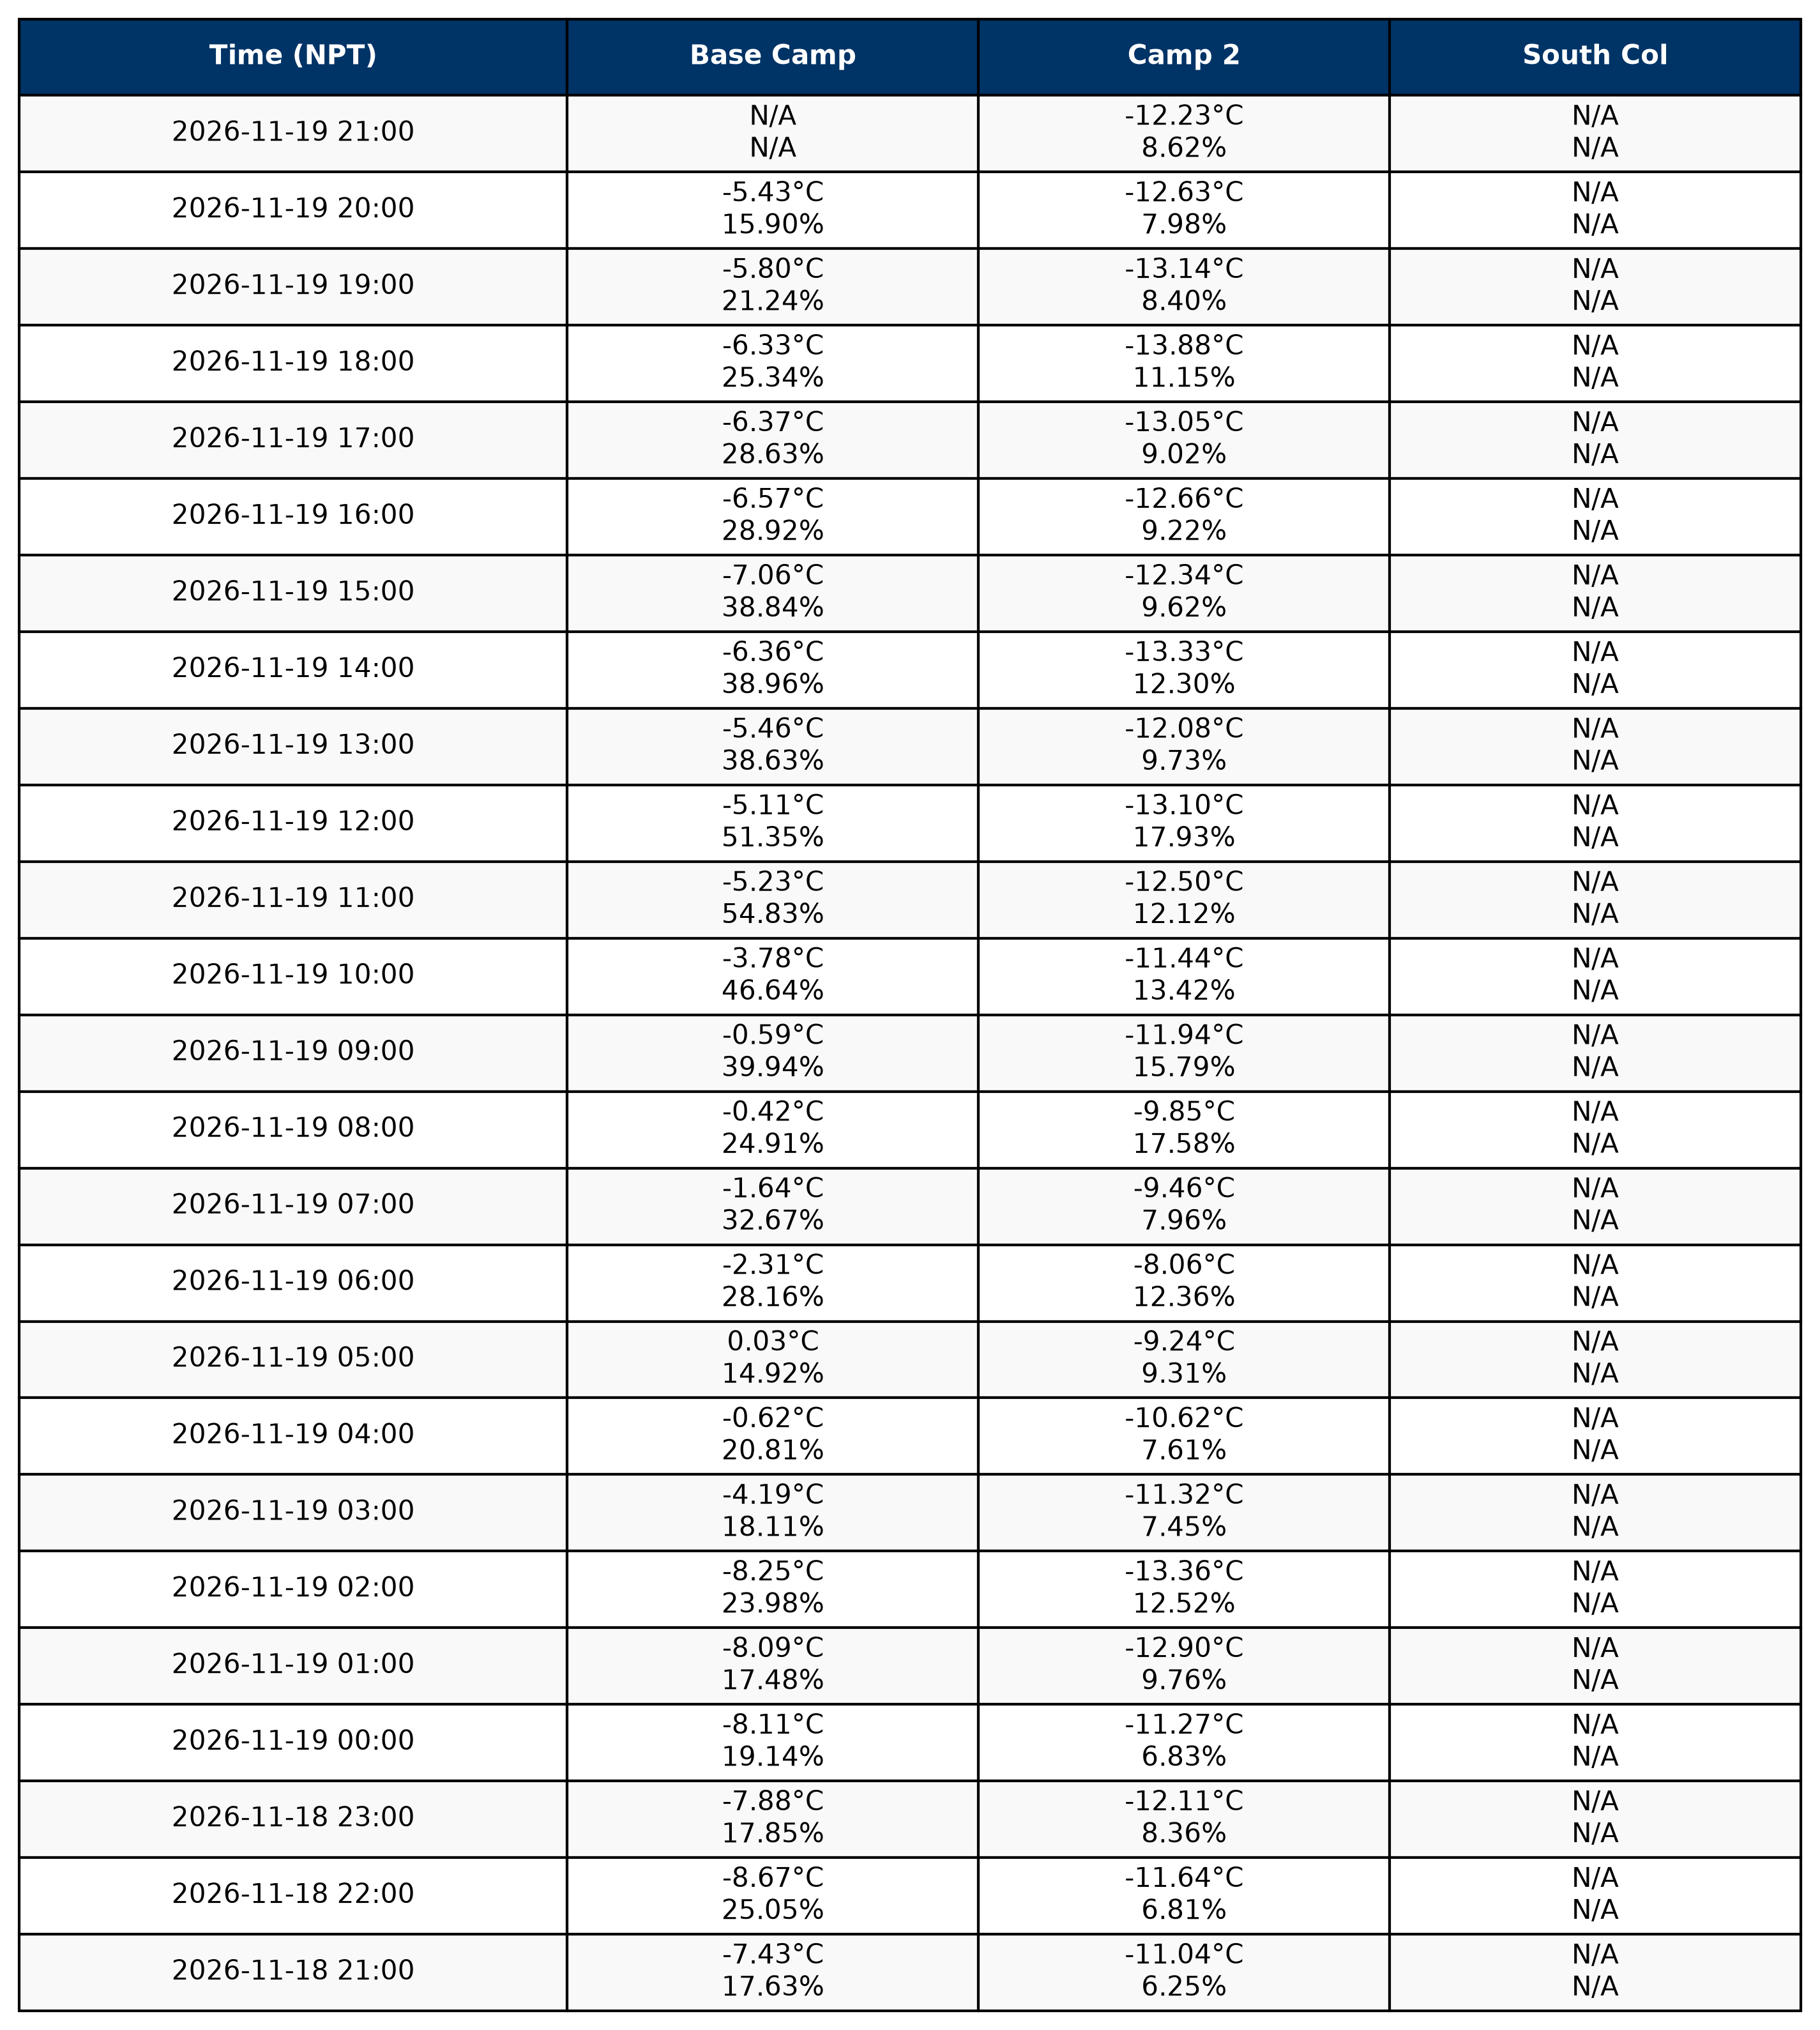 Time (NPT) Base Camp Camp 2 South Col
N/A -12.23°C N/A
2026-11-19 21:00
N/A 8.62% N/A
-5.43°C -12.63°C N/A
2026-11-19 20:00
15.90% 7.98% N/A
-5.80°C -13.14°C N/A
2026-11-19 19:00
21.24% 8.40% N/A
-6.33°C -13.88°C N/A
2026-11-19 18:00
25.34% 11.15% N/A
-6.37°C -13.05°C N/A
2026-11-19 17:00
28.63% 9.02% N/A
-6.57°C -12.66°C N/A
2026-11-19 16:00
28.92% 9.22% N/A
-7.06°C -12.34°C N/A
2026-11-19 15:00
38.84% 9.62% N/A
-6.36°C -13.33°C N/A
2026-11-19 14:00
38.96% 12.30% N/A
-5.46°C -12.08°C N/A
2026-11-19 13:00
38.63% 9.73% N/A
-5.11°C -13.10°C N/A
2026-11-19 12:00
51.35% 17.93% N/A
-5.23°C -12.50°C N/A
2026-11-19 11:00
54.83% 12.12% N/A
-3.78°C -11.44°C N/A
2026-11-19 10:00
46.64% 13.42% N/A
-0.59°C -11.94°C N/A
2026-11-19 09:00
39.94% 15.79% N/A
-0.42°C -9.85°C N/A
2026-11-19 08:00
24.91% 17.58% N/A
-1.64°C -9.46°C N/A
2026-11-19 07:00
32.67% 7.96% N/A
-2.31°C -8.06°C N/A
2026-11-19 06:00
28.16% 12.36% N/A
0.03°C -9.24°C N/A
2026-11-19 05:00
14.92% 9.31% N/A
-0.62°C -10.62°C N/A
2026-11-19 04:00
20.81% 7.61% N/A
-4.19°C -11.32°C N/A
2026-11-19 03:00
18.11% 7.45% N/A
-8.25°C -13.36°C N/A
2026-11-19 02:00
23.98% 12.52% N/A
-8.09°C -12.90°C N/A
2026-11-19 01:00
17.48% 9.76% N/A
-8.11°C -11.27°C N/A
2026-11-19 00:00
19.14% 6.83% N/A
-7.88°C -12.11°C N/A
2026-11-18 23:00
17.85% 8.36% N/A
-8.67°C -11.64°C N/A
2026-11-18 22:00
25.05% 6.81% N/A
-7.43°C -11.04°C N/A
2026-11-18 21:00
17.63% 6.25% N/A